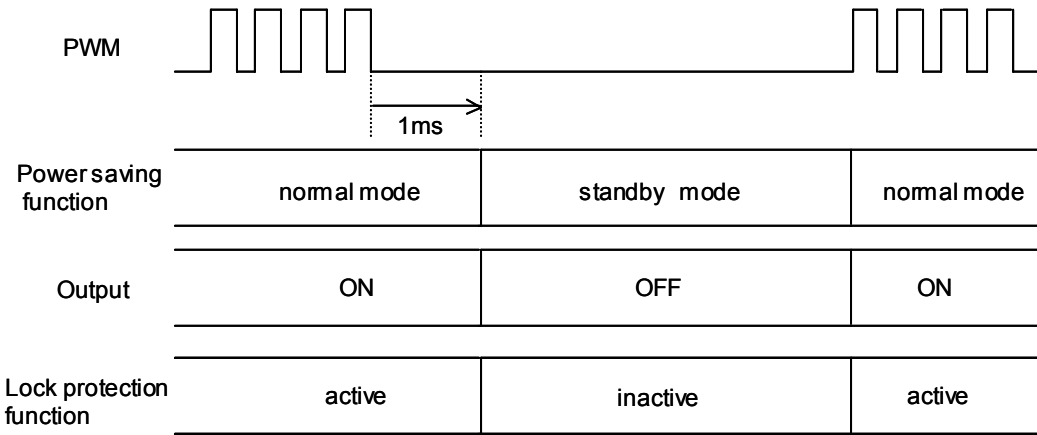 PWM
1ms
Power saving
function
normal mode
standby mode
normal mode
Output
ON
OFF
ON
Lock protection
function
active
inactive
active